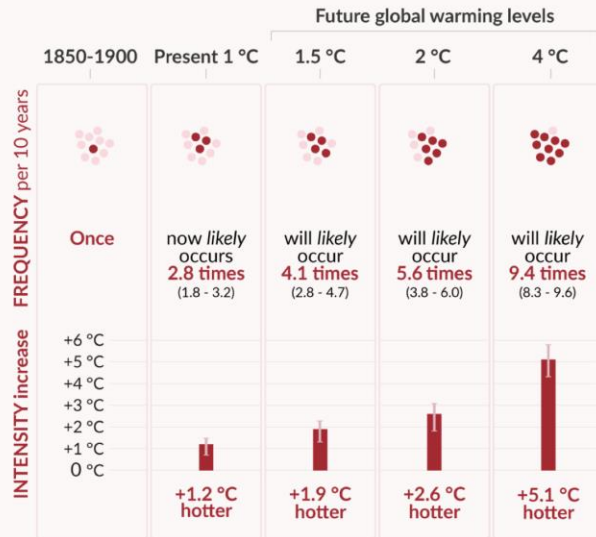 Future global warming levels
1850-1900 Present 1 °C 1.5 °C 2 °C 4 °C
FREQUENCY per 10 years
Once
now likely
occurs
2.8 times
(1.8 - 3.2)
will likely
occur
4.1 times
(2.8 - 4.7)
will likely
occur
5.6 times
(3.8 - 6.0)
will likely
occur
9.4 times
(8.3 - 9.6)
INTENSITY increase
+6 °C
+5 °C
+4 °C
+3 °C
+2 °C
+1 °C
0 °C
+1.2 °C
hotter
+1.9 °C
hotter
+2.6 °C
hotter
+5.1 °C
hotter